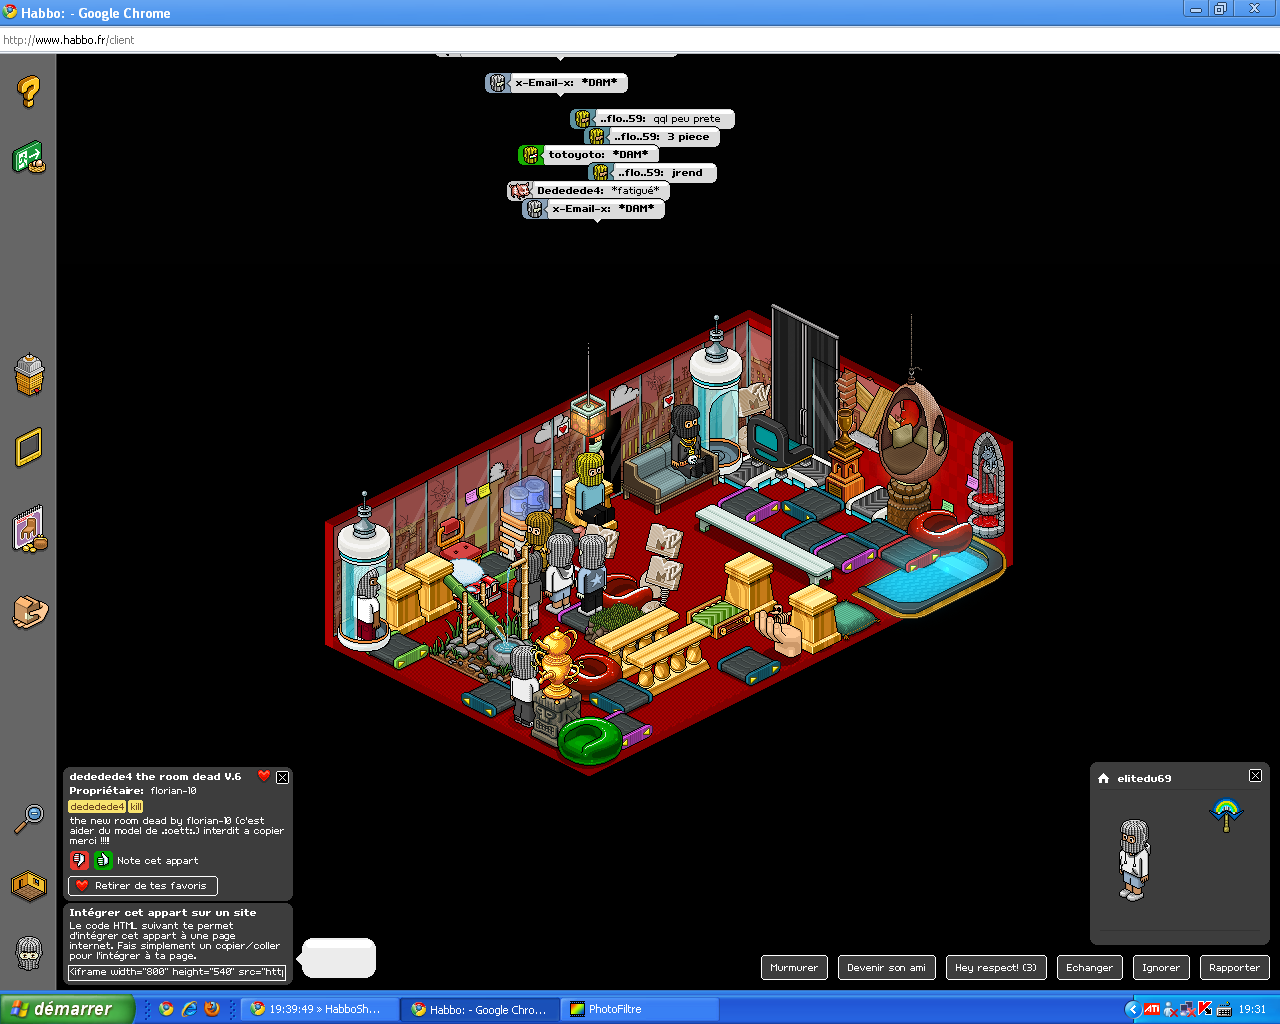 Habbo: - Google Chrome
http://www.habbo.fr/client
x-Email-x: *DAM*
..flo..59: qql peu prete
..flo..59: 3 piece
totoyoto: *DAM*
..flo..59: jrend
Dededede4: *fatigué*
x-Email-x: *DAM*
MTV
MTV
MTV
dededede4 the room dead V.6
Propriétaire: florian-10
dededede4 kill
the new room dead by florian-10 (c'est
aider du model de .:oett:.) interdit a copier
merci !!!!
Note cet appart
Retirer de tes favoris
Intégrer cet appart sur un site
Le code HTML suivant te permet
d'intégrer cet appart à une page
internet. Fais simplement un copier/coller
pour l'intégrer à ta page.
<iframe width="800" height="540" src="htt
elitedu69
Murmurer
Devenir son ami
Hey respect! (3)
Echanger
Ignorer
Rapporter
démarrer
19:39:49 » HabboSh...
Habbo: - Google Chro...
PhotoFiltre
ATI
19:31